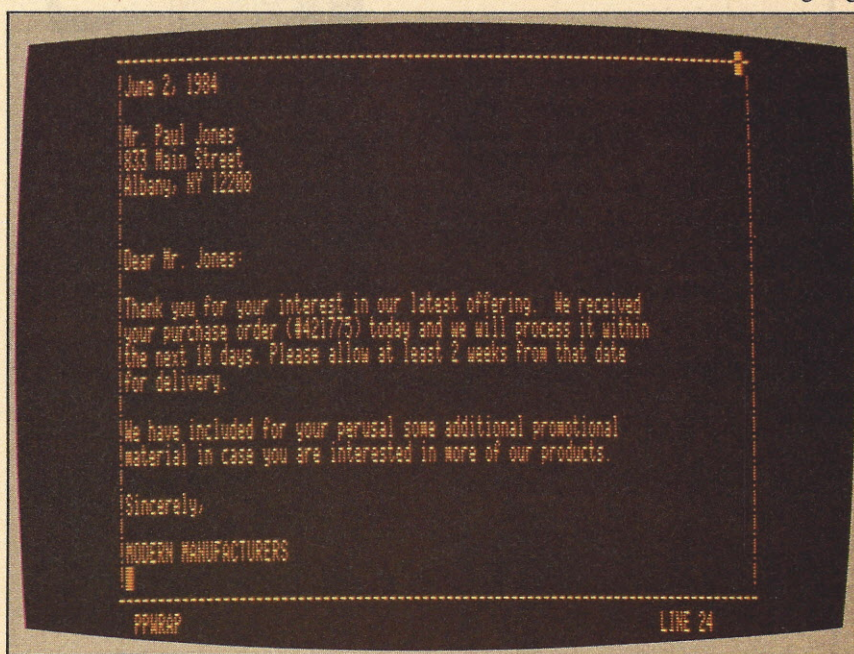 June 2, 1984
Mr. Paul Jones
833 Main Street
Albany, NY 12208
Dear Mr. Jones:
Thank you for your interest in our latest offering. We received
your purchase order (#421775) today and we will process it within
the next 10 days. Please allow at least 2 weeks from that date
for delivery.
We have included for your perusal some additional promotional
material in case you are interested in more of our products.
Sincerely,
MODERN MANUFACTURERS
PPWRAP
LINE 24